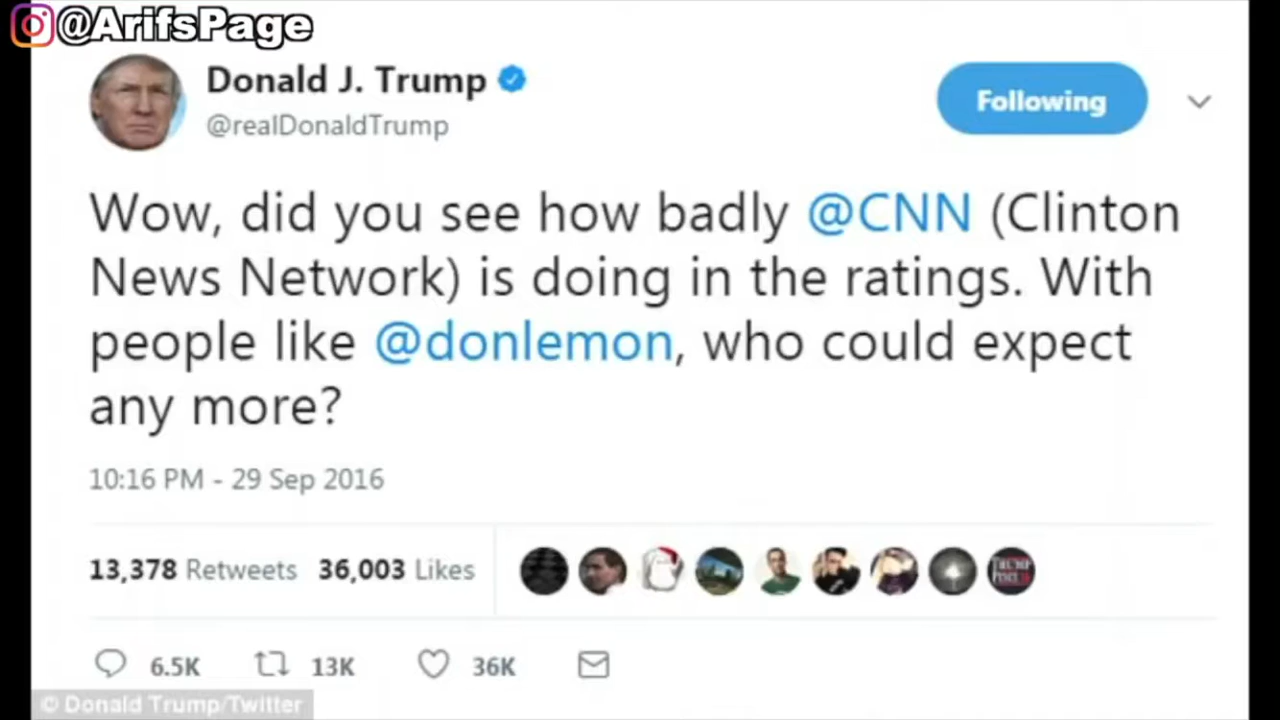 @ArifsPage
Donald J. Trump
@realDonaldTrump
Following
Wow, did you see how badly @CNN (Clinton
News Network) is doing in the ratings. With
people like @donlemon, who could expect
any more?
10:16 PM - 29 Sep 2016
13,378 Retweets 36,003 Likes
TRUMP
PENCE
6.5K 13K 36K
© Donald Trump/Twitter